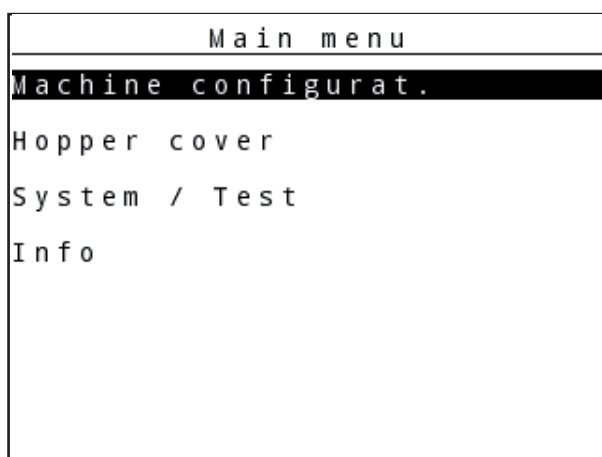 Main menu
Machine configurat.
Hopper cover
System / Test
Info